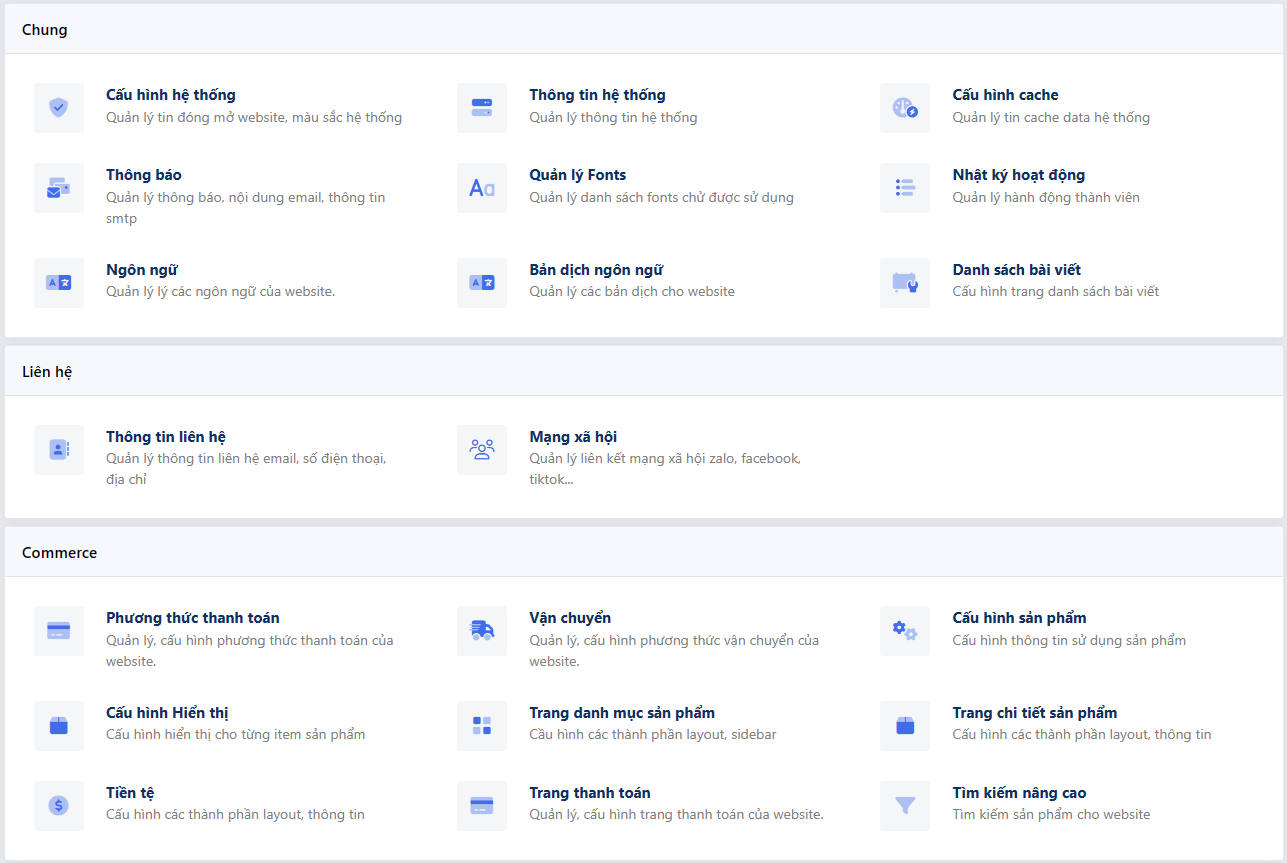 Chung
Cấu hình hệ thống
Quản lý tin đóng mở website, màu sắc hệ thống
Thông tin hệ thống
Quản lý thông tin hệ thống
Cấu hình cache
Quản lý tin cache data hệ thống
Thông báo
Quản lý thông báo, nội dung email, thông tin
smtp
Quản lý Fonts
Quản lý danh sách fonts chữ được sử dụng
Nhật ký hoạt động
Quản lý hành động thành viên
Ngôn ngữ
Quản lý lý các ngôn ngữ của website.
Bản dịch ngôn ngữ
Quản lý các bản dịch cho website
Danh sách bài viết
Cấu hình trang danh sách bài viết
Liên hệ
Thông tin liên hệ
Quản lý thông tin liên hệ email, số điện thoại,
địa chỉ
Mạng xã hội
Quản lý liên kết mạng xã hội zalo, facebook,
tiktok...
Commerce
Phương thức thanh toán
Quản lý, cấu hình phương thức thanh toán của
website.
Vận chuyển
Quản lý, cấu hình phương thức vận chuyển của
website.
Cấu hình sản phẩm
Cấu hình thông tin sử dụng sản phẩm
Cấu hình Hiển thị
Cấu hình hiển thị cho từng item sản phẩm
Trang danh mục sản phẩm
Cầu hình các thành phần layout, sidebar
Trang chi tiết sản phẩm
Cấu hình các thành phần layout, thông tin
Tiền tệ
Cấu hình các thành phần layout, thông tin
Trang thanh toán
Quản lý, cấu hình trang thanh toán của website.
Tìm kiếm nâng cao
Tìm kiếm sản phẩm cho website